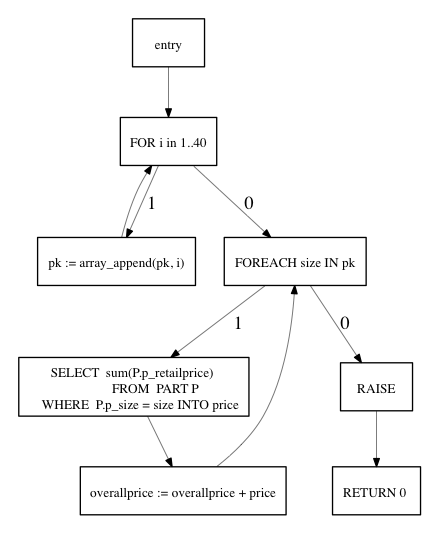 entry
FOR i in 1..40
1
0
pk := array_append(pk, i)
FOREACH size IN pk
1
0
SELECT  sum(P.p_retailprice)
FROM  PART P
WHERE  P.p_size = size INTO price
RAISE
overallprice := overallprice + price
RETURN 0